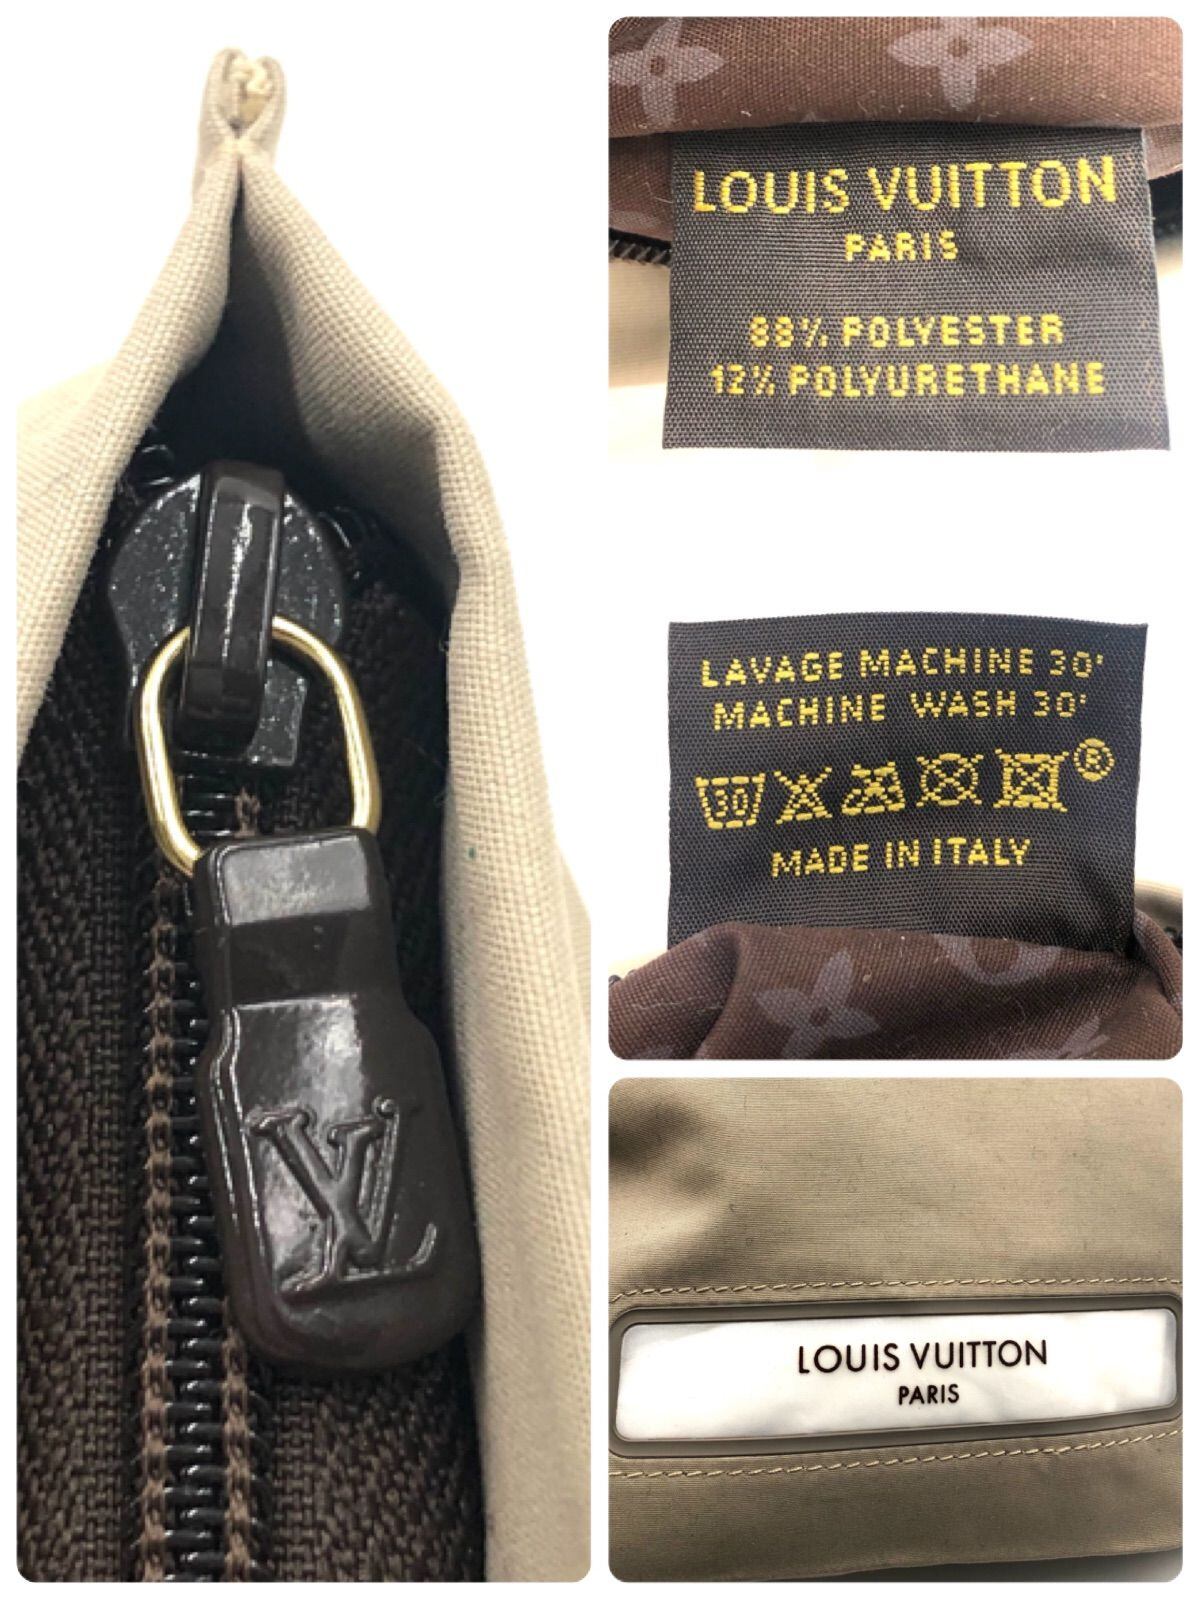 LV
LOUIS VUITTON
PARIS
88% POLYESTER
12% POLYURETHANE
LAVAGE MACHINE 30'
MACHINE WASH 30'
30 ®
MADE IN ITALY
LOUIS VUITTON
PARIS